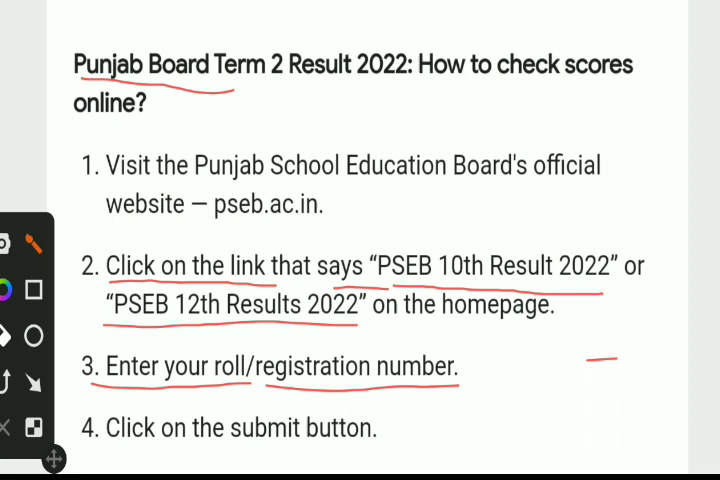 Punjab Board Term 2 Result 2022: How to check scores
online?
1. Visit the Punjab School Education Board's official
website — pseb.ac.in.
2. Click on the link that says “PSEB 10th Result 2022” or
“PSEB 12th Results 2022” on the homepage.
3. Enter your roll/registration number.
4. Click on the submit button.